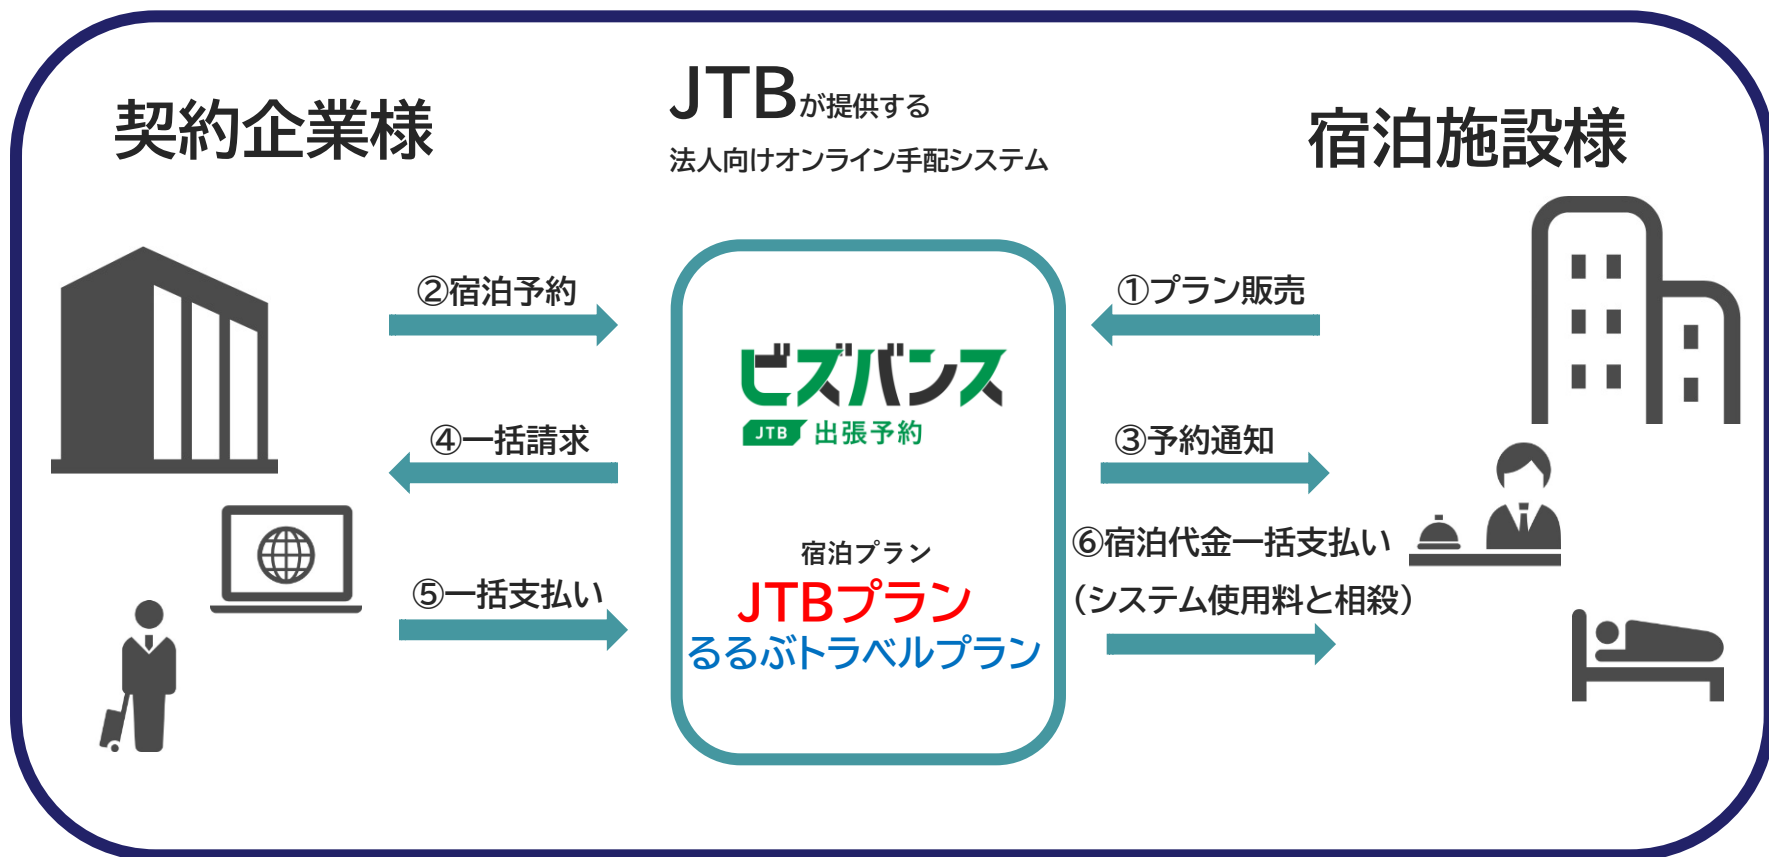 契約企業様
JTBが提供する
法人向けオンライン手配システム
宿泊施設様
②宿泊予約
①プラン販売
ビズバンス
JTB 出張予約
④一括請求
③予約通知
⑥宿泊代金一括支払い
(システム使用料と相殺)
⑤一括支払い
宿泊プラン
JTBプラン
るるぶトラベルプラン